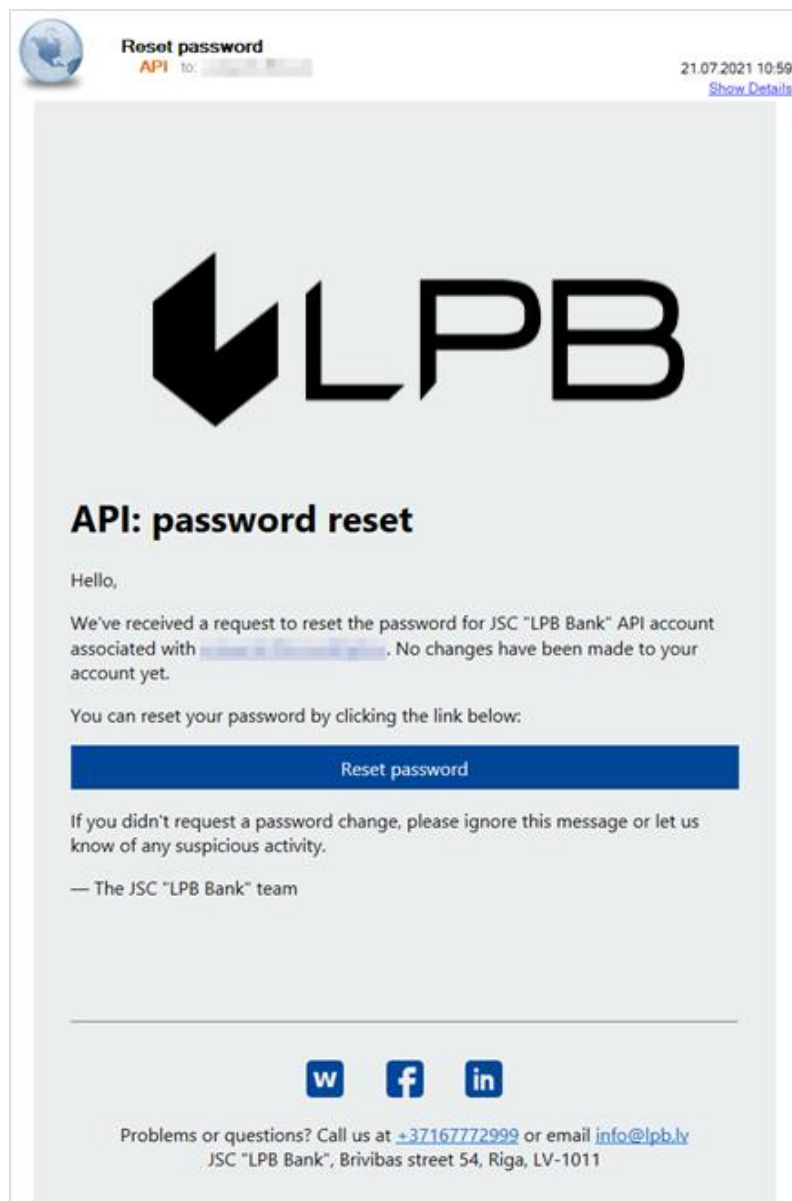 Reset password
API to:
21.07.2021 10:59
Show Details
LPB
API: password reset
Hello,
We've received a request to reset the password for JSC "LPB Bank" API account
associated with . No changes have been made to your
account yet.
You can reset your password by clicking the link below:
Reset password
If you didn't request a password change, please ignore this message or let us
know of any suspicious activity.
— The JSC "LPB Bank" team
w f in
Problems or questions? Call us at +37167772999 or email info@lpb.lv
JSC "LPB Bank", Brivibas street 54, Riga, LV-1011